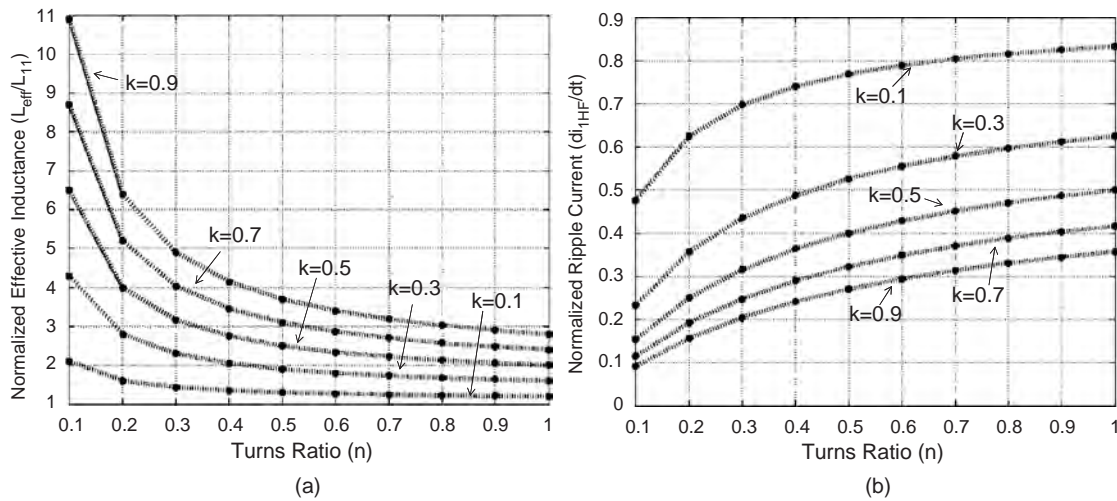 Normalized Effective Inductance (L_eff/L_11)
11
10
9
8
7
6
5
4
3
2
1
k=0.9
k=0.7
k=0.5
k=0.3
k=0.1
0.1 0.2 0.3 0.4 0.5 0.6 0.7 0.8 0.9 1
Turns Ratio (n)
(a)
Normalized Ripple Current (di_1HF/dt)
0.9
0.8
0.7
0.6
0.5
0.4
0.3
0.2
0.1
0
k=0.1
k=0.3
k=0.5
k=0.7
k=0.9
0.1 0.2 0.3 0.4 0.5 0.6 0.7 0.8 0.9 1
Turns Ratio (n)
(b)